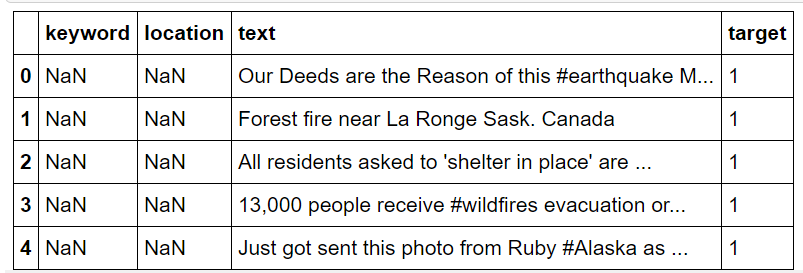 keyword location text target
0 NaN NaN Our Deeds are the Reason of this #earthquake M... 1
1 NaN NaN Forest fire near La Ronge Sask. Canada 1
2 NaN NaN All residents asked to 'shelter in place' are ... 1
3 NaN NaN 13,000 people receive #wildfires evacuation or... 1
4 NaN NaN Just got sent this photo from Ruby #Alaska as ... 1